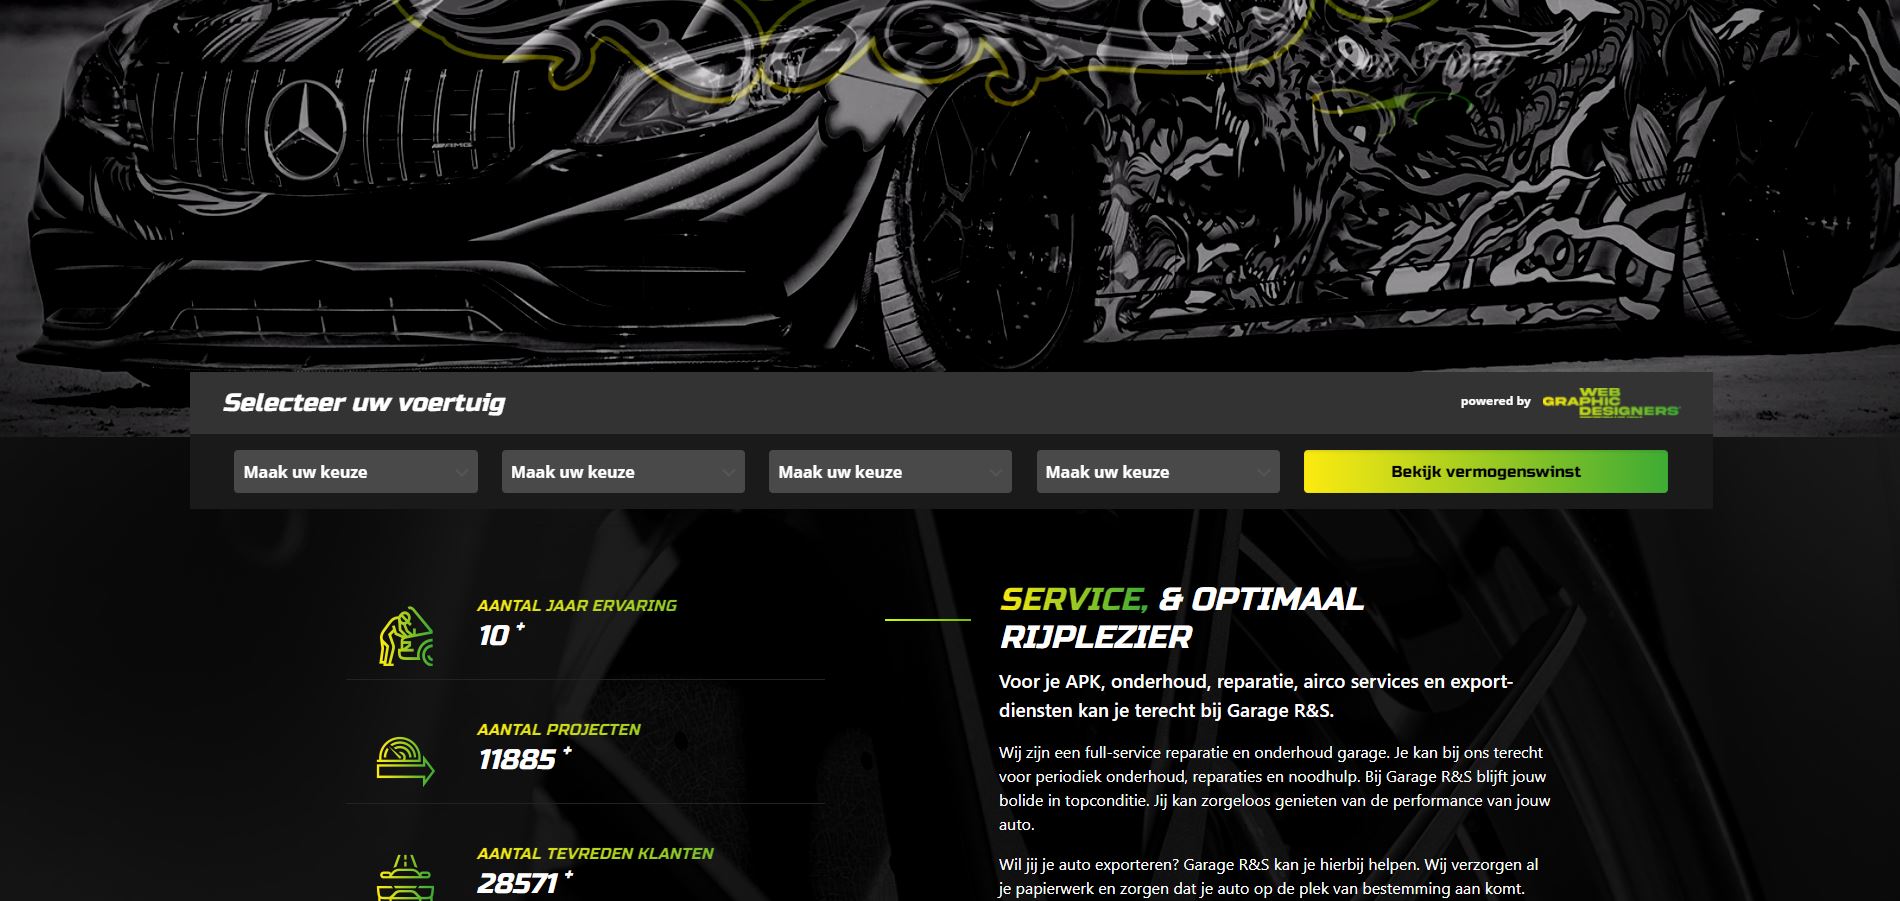 AMG
Selecteer uw voertuig
powered by
WEB
GRAPHIC
DESIGNERS
Maak uw keuze
Maak uw keuze
Maak uw keuze
Maak uw keuze
Bekijk vermogenswinst
AANTAL JAAR ERVARING
10 +
AANTAL PROJECTEN
11885 +
AANTAL TEVREDEN KLANTEN
28571 +
SERVICE, & OPTIMAAL
RIJPLEZIER
Voor je APK, onderhoud, reparatie, airco services en export-
diensten kan je terecht bij Garage R&S.
Wij zijn een full-service reparatie en onderhoud garage. Je kan bij ons terecht
voor periodiek onderhoud, reparaties en noodhulp. Bij Garage R&S blijft jouw
bolide in topconditie. Jij kan zorgeloos genieten van de performance van jouw
auto.
Wil jij je auto exporteren? Garage R&S kan je hierbij helpen. Wij verzorgen al
je papierwerk en zorgen dat je auto op de plek van bestemming aan komt.